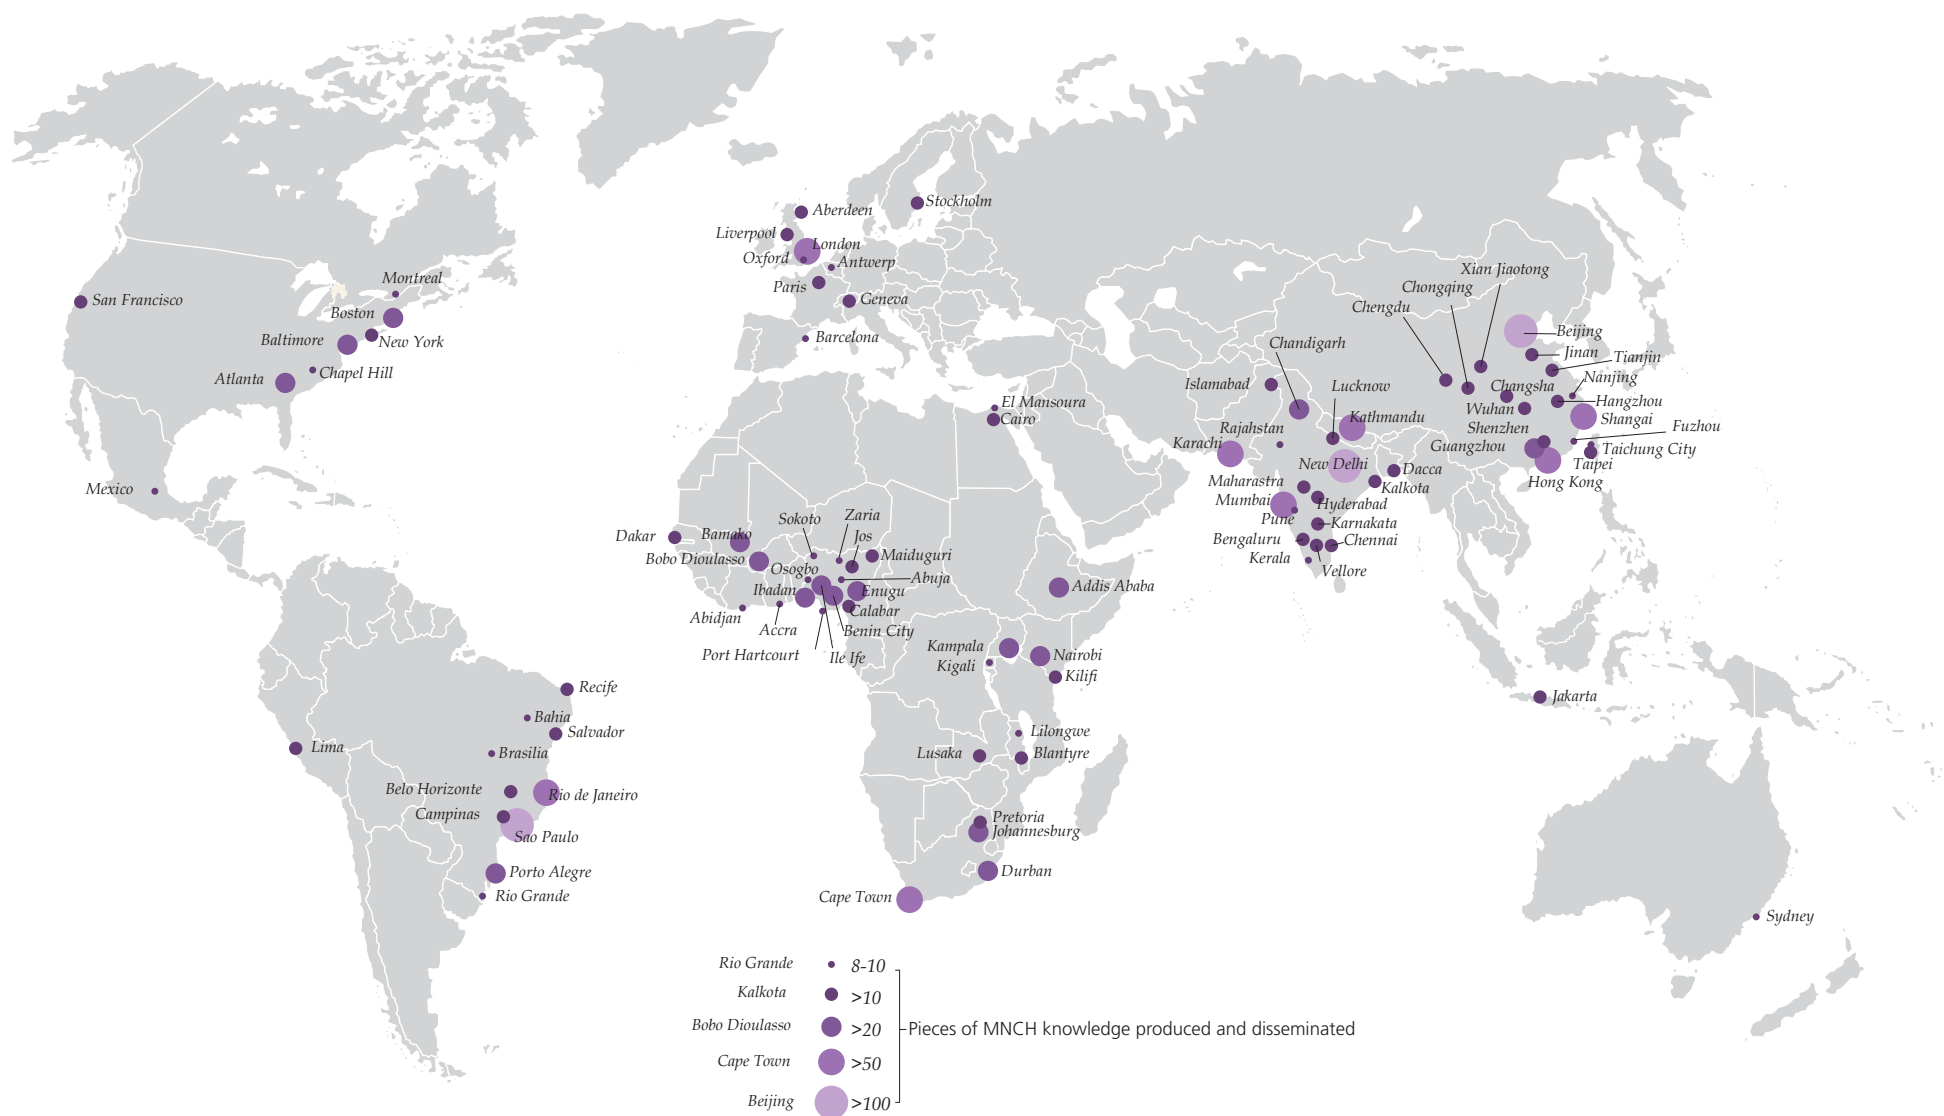 Stockholm
Aberdeen
Liverpool
London
Oxford
Antwerp
Paris
Geneva
Barcelona
Montreal
San Francisco
Boston
Baltimore
New York
Chapel Hill
Atlanta
Mexico
Xian Jiaotong
Chongqing
Chengdu
Beijing
Jinan
Tianjin
Nanjing
Changsha
Hangzhou
Wuhan
Shangai
Shenzhen
Fuzhou
Guangzhou
Taichung City
Taipei
Hong Kong
Chandigarh
Islamabad
Lucknow
Kathmandu
Rajahstan
Karachi
New Delhi
Dacca
Maharastra
Kalkota
Mumbai
Hyderabad
Pune
Karnakata
Bengaluru
Chennai
Kerala
Vellore
El Mansoura
Cairo
Dakar
Bamako
Sokoto
Zaria
Jos
Bobo Dioulasso
Maiduguri
Osogbo
Abuja
Ibadan
Enugu
Calabar
Abidjan
Accra
Benin City
Port Hartcourt
Ile Ife
Addis Ababa
Kampala
Kigali
Nairobi
Kilifi
Lilongwe
Lusaka
Blantyre
Pretoria
Johannesburg
Durban
Cape Town
Jakarta
Sydney
Recife
Bahia
Salvador
Lima
Brasilia
Belo Horizonte
Rio de Janeiro
Campinas
Sao Paulo
Porto Alegre
Rio Grande
Rio Grande 8-10
Kalkota >10
Bobo Dioulasso >20
Pieces of MNCH knowledge produced and disseminated
Cape Town >50
Beijing >100